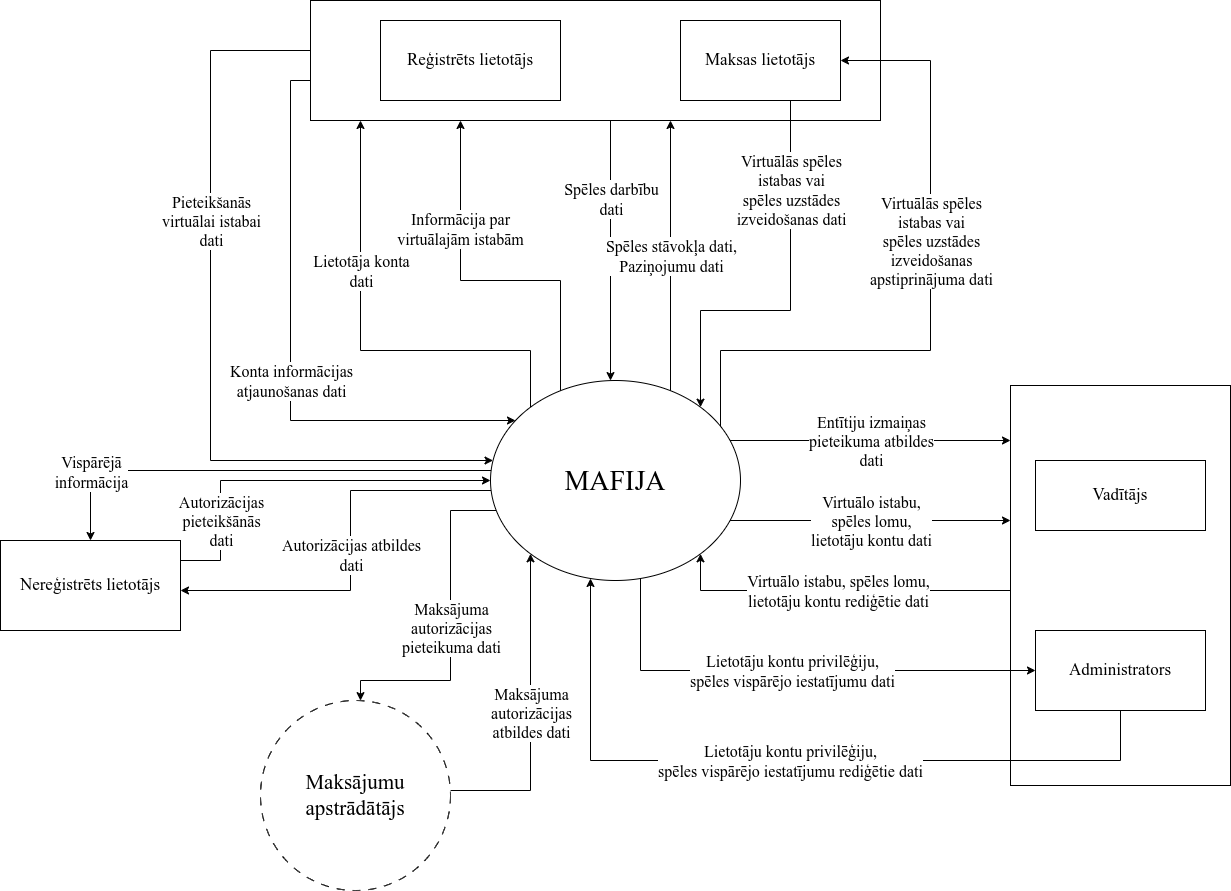 Reģistrēts lietotājs
Maksas lietotājs
Pieteikšanās
virtuālai istabai
dati
Konta informācijas
atjaunošanas dati
Lietotāja konta
dati
Informācija par
virtuālajām istabām
Spēles darbību
dati
Spēles stāvokļa dati,
Paziņojumu dati
Virtuālās spēles
istabas vai
spēles uzstādes
izveidošanas dati
Virtuālās spēles
istabas vai
spēles uzstādes
izveidošanas
apstiprinājuma dati
MAFIJA
Vispārējā
informācija
Autorizācijas
pieteikšānās
dati
Autorizācijas atbildes
dati
Nereģistrēts lietotājs
Maksājuma
autorizācijas
pieteikuma dati
Maksājuma
autorizācijas
atbildes dati
Maksājumu
apstrādātājs
Entītiju izmaiņas
pieteikuma atbildes
dati
Virtuālo istabu,
spēles lomu,
lietotāju kontu dati
Virtuālo istabu, spēles lomu,
lietotāju kontu rediģētie dati
Lietotāju kontu privilēģiju,
spēles vispārējo iestatījumu dati
Lietotāju kontu privilēģiju,
spēles vispārējo iestatījumu rediģētie dati
Vadītājs
Administrators